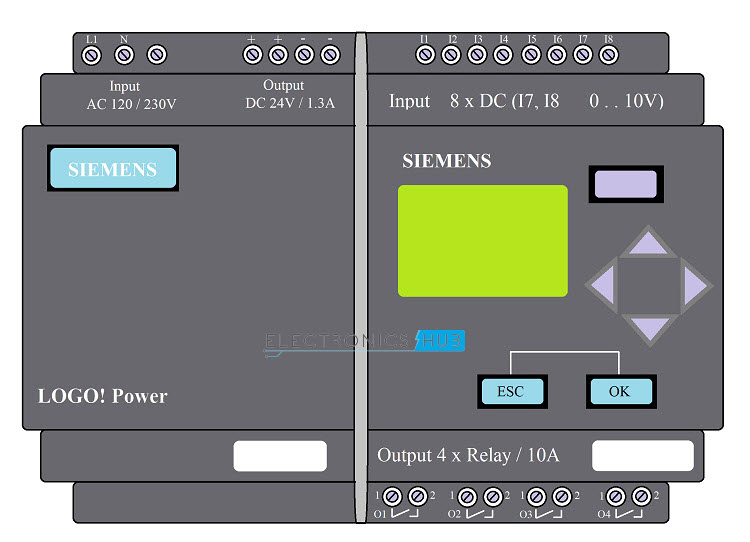 L1 N
+ + - -
I1 I2 I3 I4 I5 I6 I7 I8
Input
AC 120 / 230V
Output
DC 24V / 1.3A
Input 8 x DC (I7, I8 0 . . 10V)
SIEMENS
SIEMENS
ELECTRONICS HUB
ESC OK
LOGO! Power
Output 4 x Relay / 10A
1 2 1 2 1 2 1 2
O1 O2 O3 O4